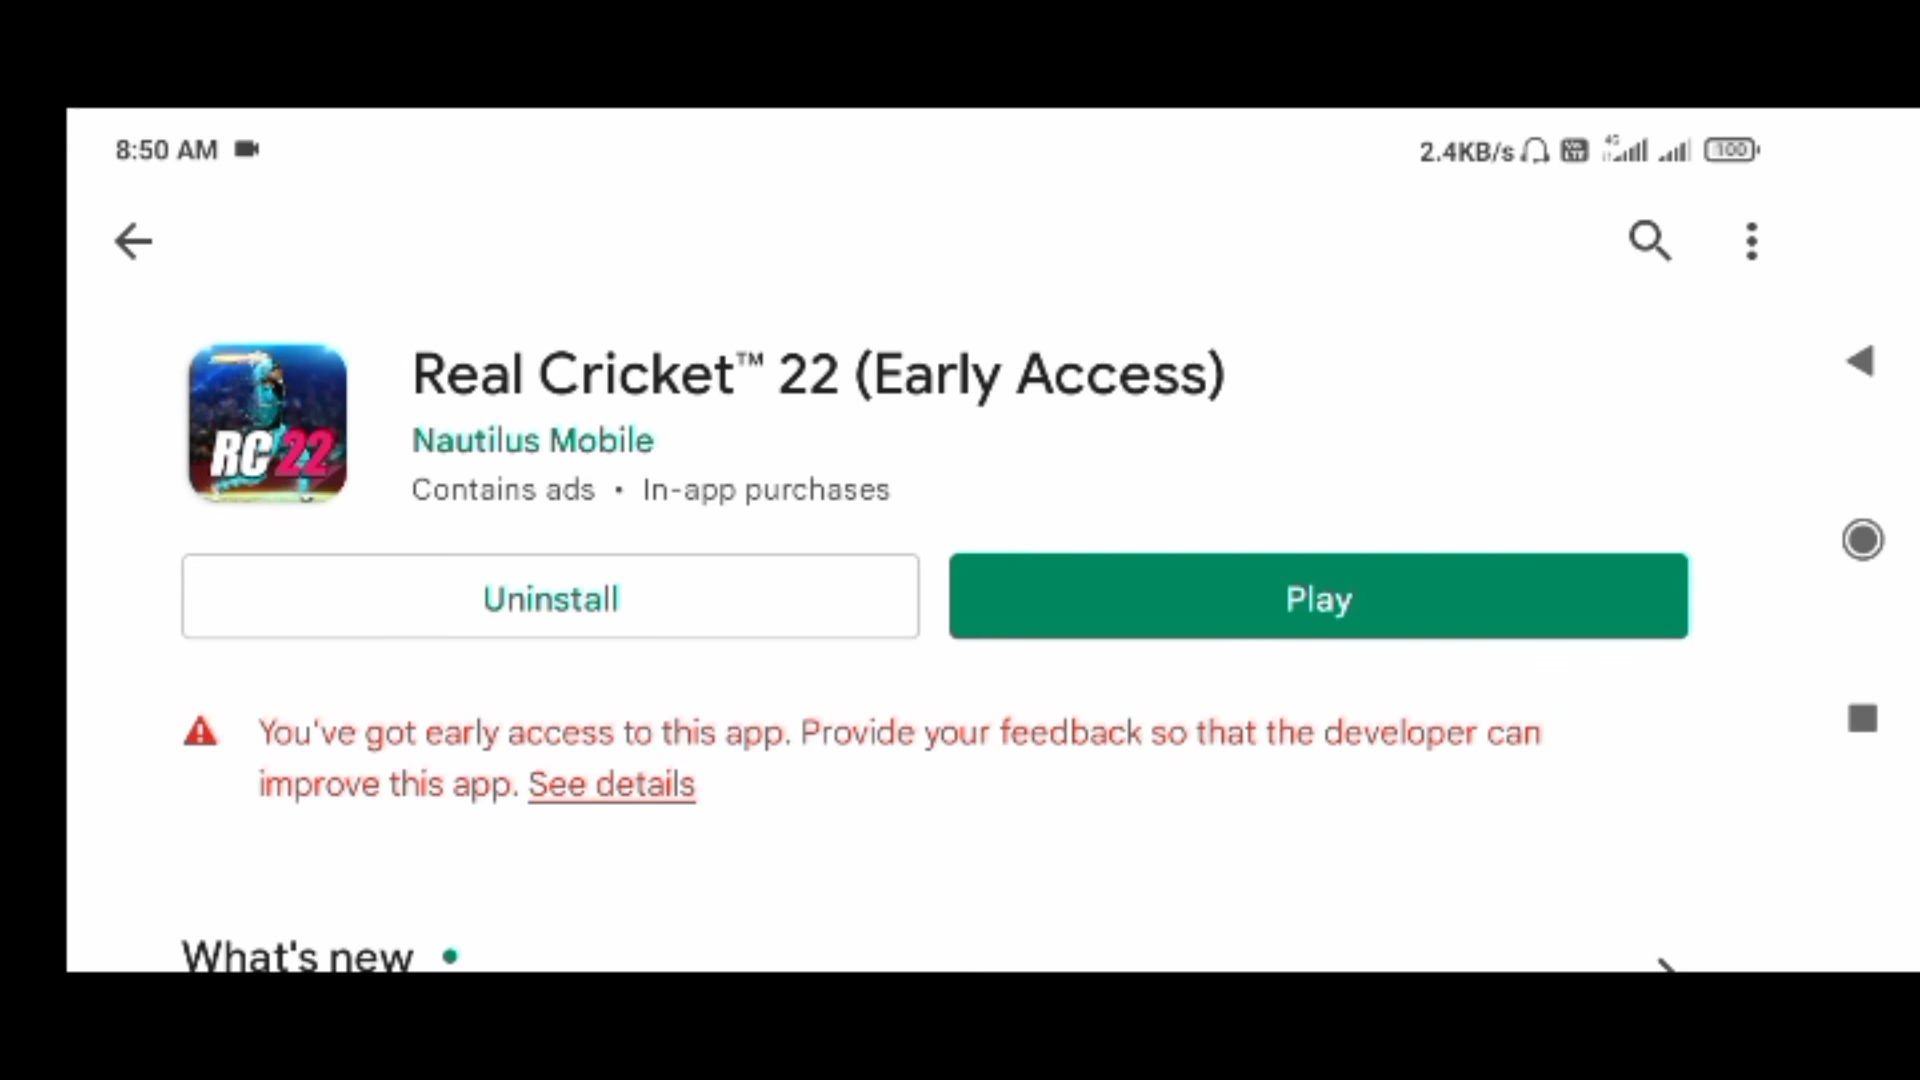 8:50 AM
2.4KB/s 4G 100
Real Cricket™ 22 (Early Access)
Nautilus Mobile
Contains ads • In-app purchases
RC22
Uninstall
Play
You've got early access to this app. Provide your feedback so that the developer can
improve this app. See details
What's new